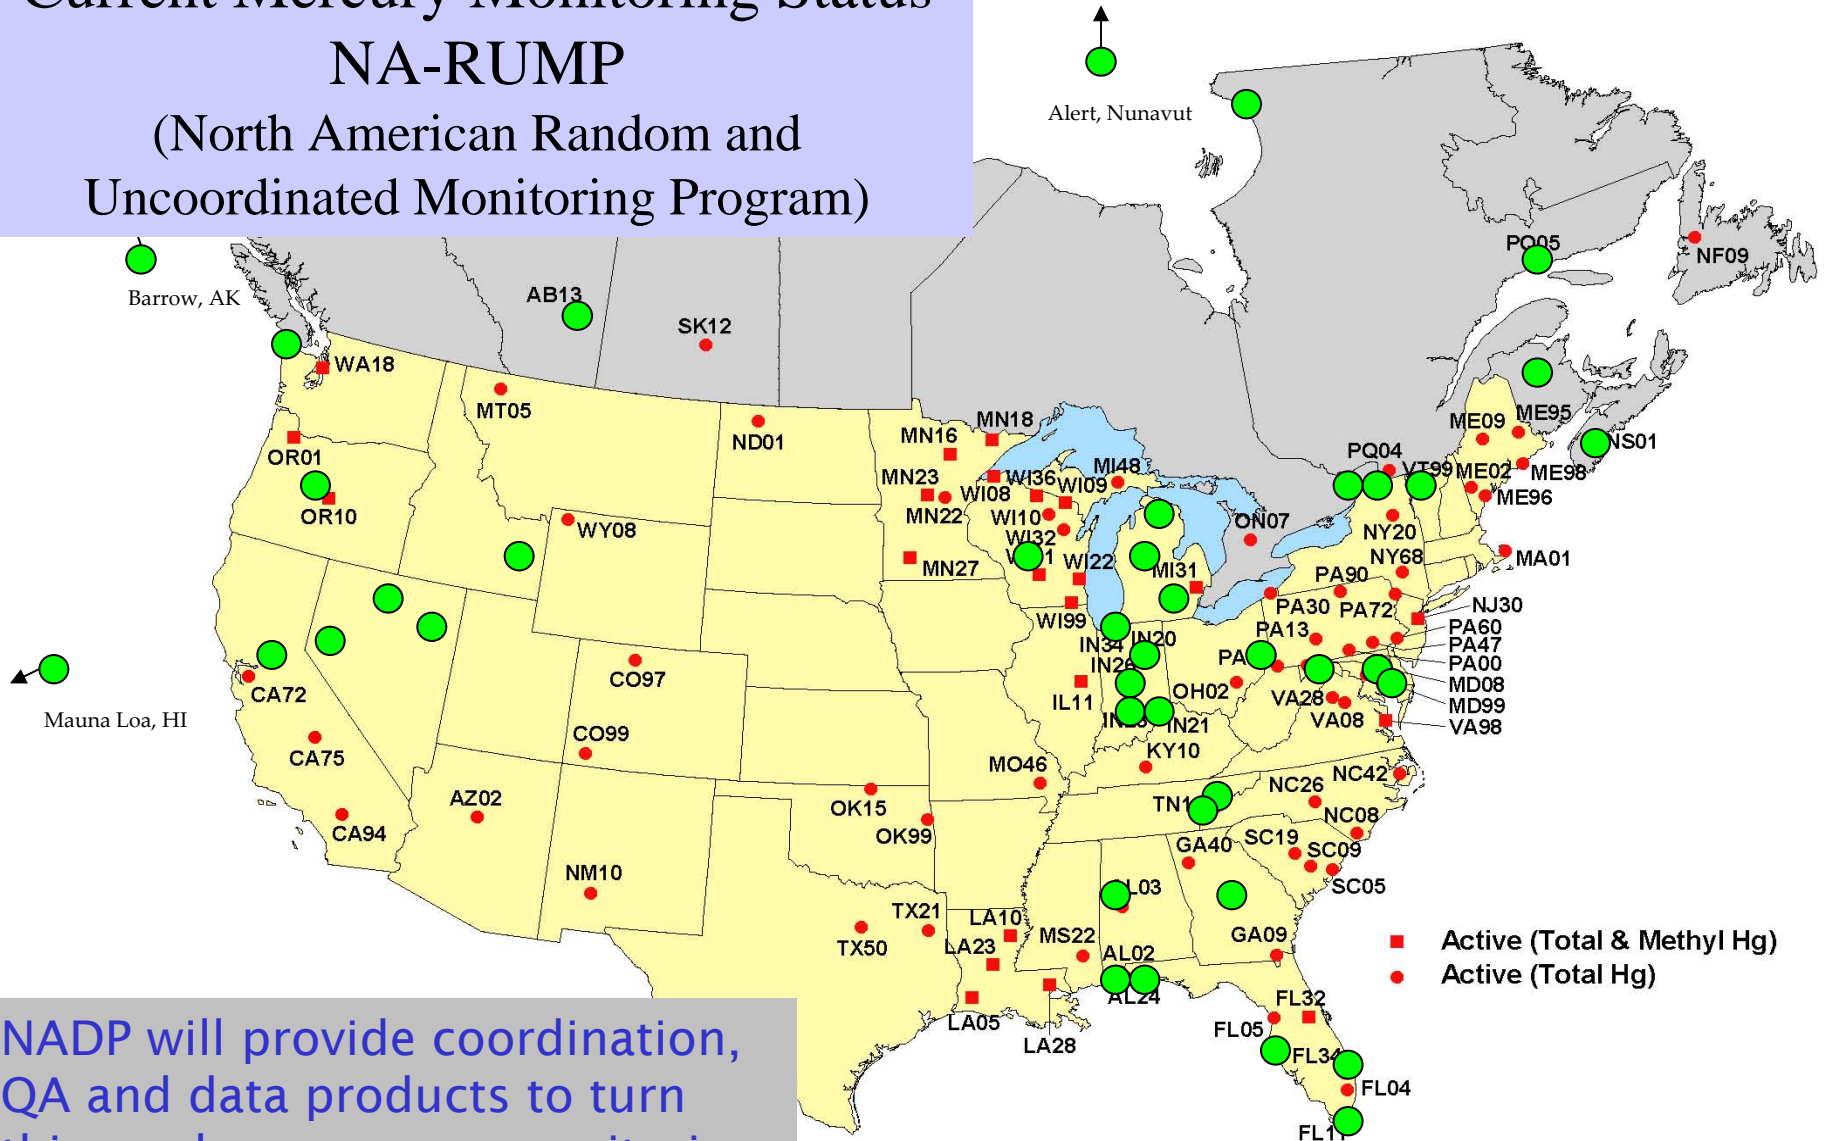 Current Mercury Monitoring Status
NA-RUMP
(North American Random and
Uncoordinated Monitoring Program)
Alert, Nunavut
Barrow, AK
Mauna Loa, HI
AB13
SK12
PQ05
NF09
WA18
MT05
ND01
OR01
OR10
WY08
MN16
MN18
MN23
MN22
MN27
WI08
WI36
WI09
MI48
WI10
WI32
WI22
WI99
MI31
ON07
PQ04
VT99
ME09
ME95
NS01
ME02
ME98
ME96
NY20
NY68
MA01
PA90
PA30
PA72
NJ30
PA13
PA60
PA47
PA00
MD08
MD99
VA98
IN34
IN20
IN26
IN21
IL11
OH02
VA28
VA08
KY10
MO46
CA72
CA75
CA94
CO97
CO99
AZ02
NM10
OK15
OK99
NC26
NC42
NC08
SC19
SC09
SC05
GA40
GA09
TX21
TX50
LA10
LA23
LA05
LA28
MS22
AL02
AL24
FL32
FL05
FL34
FL04
Active (Total & Methyl Hg)
Active (Total Hg)
NADP will provide coordination,
QA and data products to turn